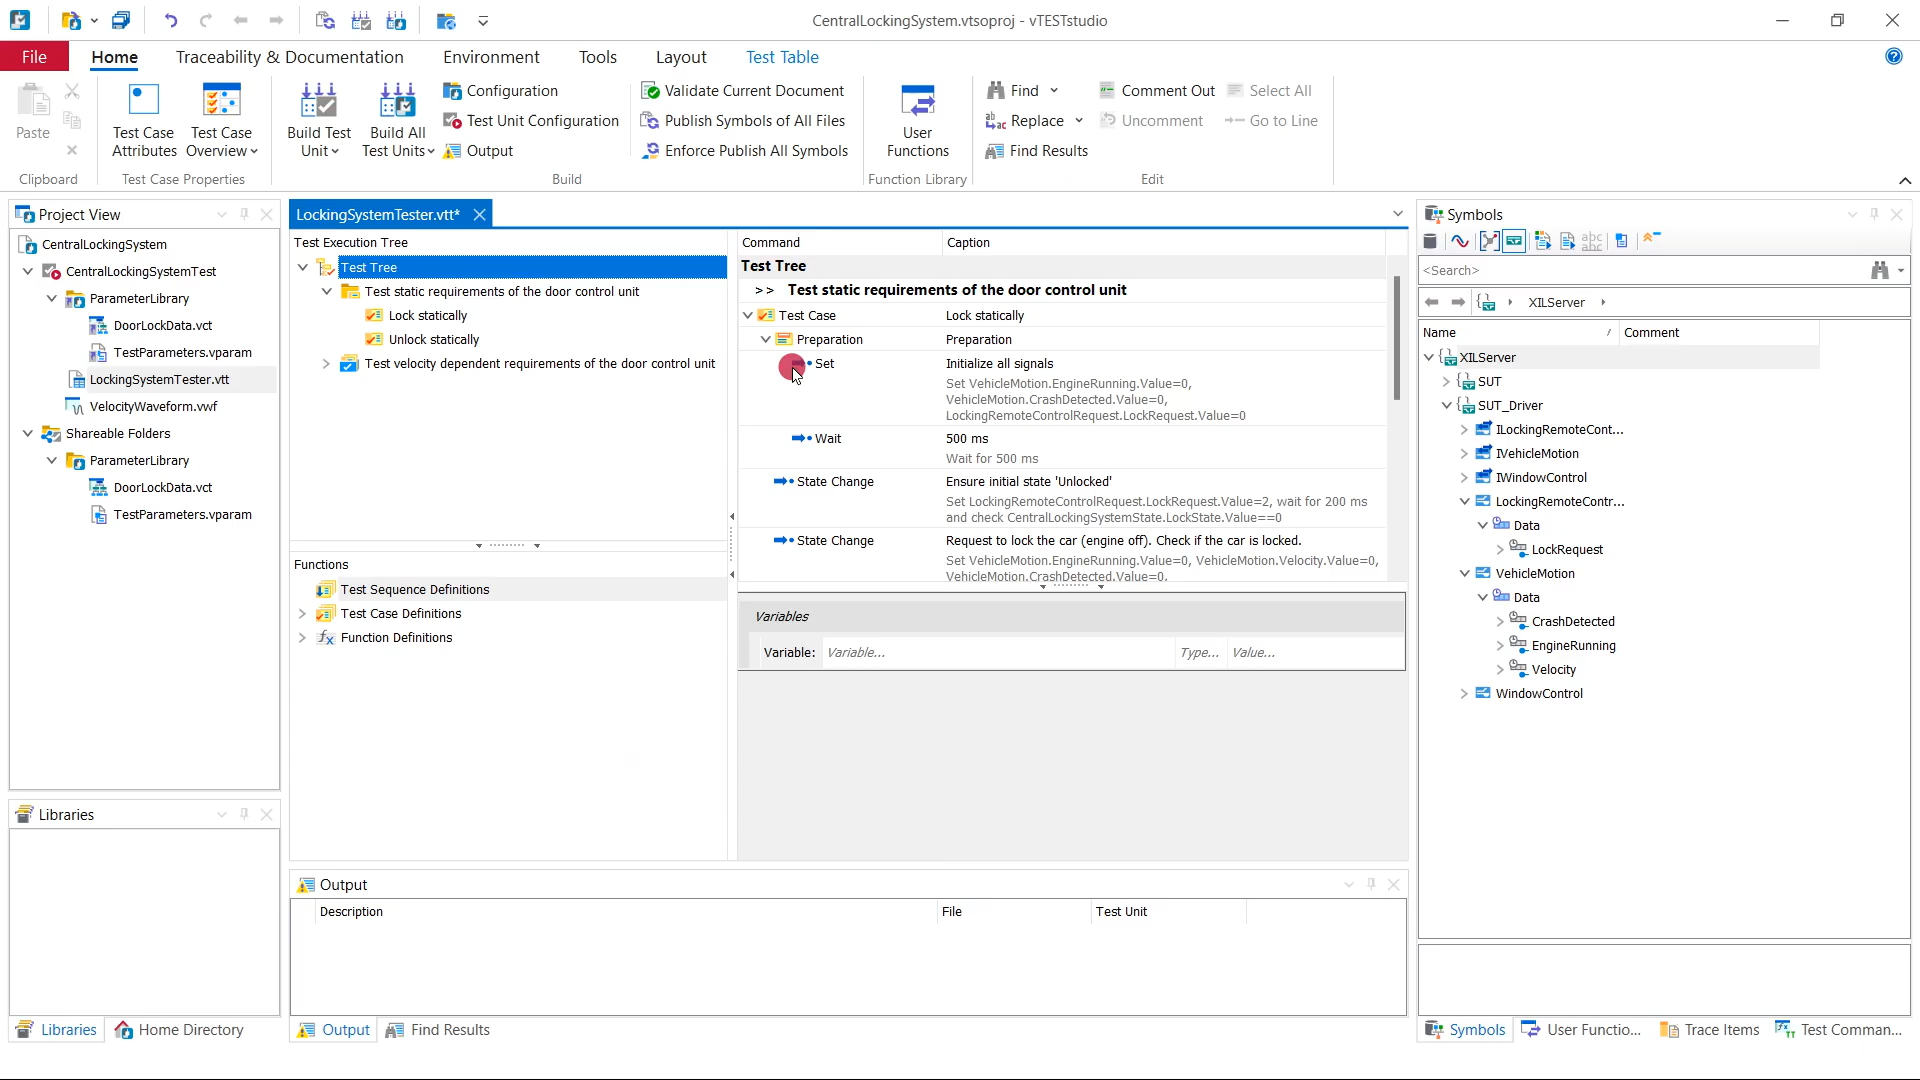 CentralLockingSystem.vtsoproj - vTESTstudio
File
Home
Traceability & Documentation
Environment
Tools
Layout
Test Table
Paste
Clipboard
Test Case Attributes
Test Case Overview
Test Case Properties
Build Test Unit
Build All Test Units
Configuration
Test Unit Configuration
Output
Validate Current Document
Publish Symbols of All Files
Enforce Publish All Symbols
Build
User Functions
Function Library
Find
Replace
Find Results
Comment Out
Uncomment
Select All
Go to Line
Edit
Project View
CentralLockingSystem
CentralLockingSystemTest
ParameterLibrary
DoorLockData.vct
TestParameters.vparam
LockingSystemTester.vtt
VelocityWaveform.vwf
Shareable Folders
ParameterLibrary
DoorLockData.vct
TestParameters.vparam
Libraries
Libraries
Home Directory
LockingSystemTester.vtt*
Test Execution Tree
Test Tree
Test static requirements of the door control unit
Lock statically
Unlock statically
Test velocity dependent requirements of the door control unit
Functions
Test Sequence Definitions
Test Case Definitions
fx Function Definitions
Command Caption
Test Tree
>> Test static requirements of the door control unit
Test Case Lock statically
Preparation Preparation
Set Initialize all signals
Set VehicleMotion.EngineRunning.Value=0,
VehicleMotion.CrashDetected.Value=0,
LockingRemoteControlRequest.LockRequest.Value=0
Wait 500 ms
Wait for 500 ms
State Change Ensure initial state 'Unlocked'
Set LockingRemoteControlRequest.LockRequest.Value=2, wait for 200 ms
and check CentralLockingSystemState.LockState.Value==0
State Change Request to lock the car (engine off). Check if the car is locked.
Set VehicleMotion.EngineRunning.Value=0, VehicleMotion.Velocity.Value=0,
VehicleMotion.CrashDetected.Value=0,
Variables
Variable: Variable... Type... Value...
Output
Description File Test Unit
Output
Find Results
Symbols
abc
<Search>
XILServer
Name / Comment
XILServer
SUT
SUT_Driver
ILockingRemoteCont...
IVehicleMotion
IWindowControl
LockingRemoteContr...
Data
LockRequest
VehicleMotion
Data
CrashDetected
EngineRunning
Velocity
WindowControl
Symbols
User Functio...
Trace Items
Test Comman...